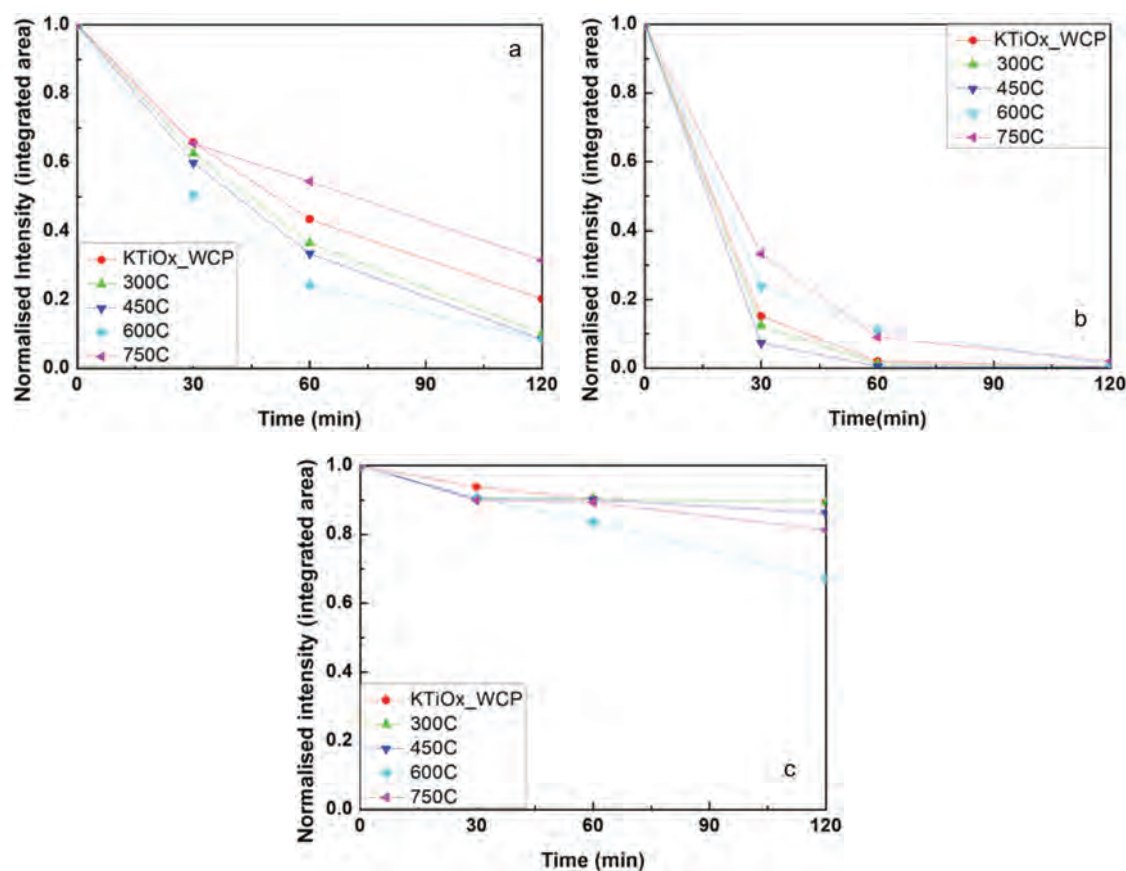 1.0
0.8
0.6
0.4
0.2
0.0
Normalised Intensity (integrated area)
a
KTiOx_WCP
300C
450C
600C
750C
0
30
60
90
120
Time (min)
1.0
0.8
0.6
0.4
0.2
0.0
Normalised intensity (integrated area)
KTiOx_WCP
300C
450C
600C
750C
b
0
30
60
90
120
Time(min)
1.0
0.8
0.6
0.4
0.2
0.0
Normalised intensity (integrated area)
KTiOx_WCP
300C
450C
600C
750C
c
0
30
60
90
120
Time (min)